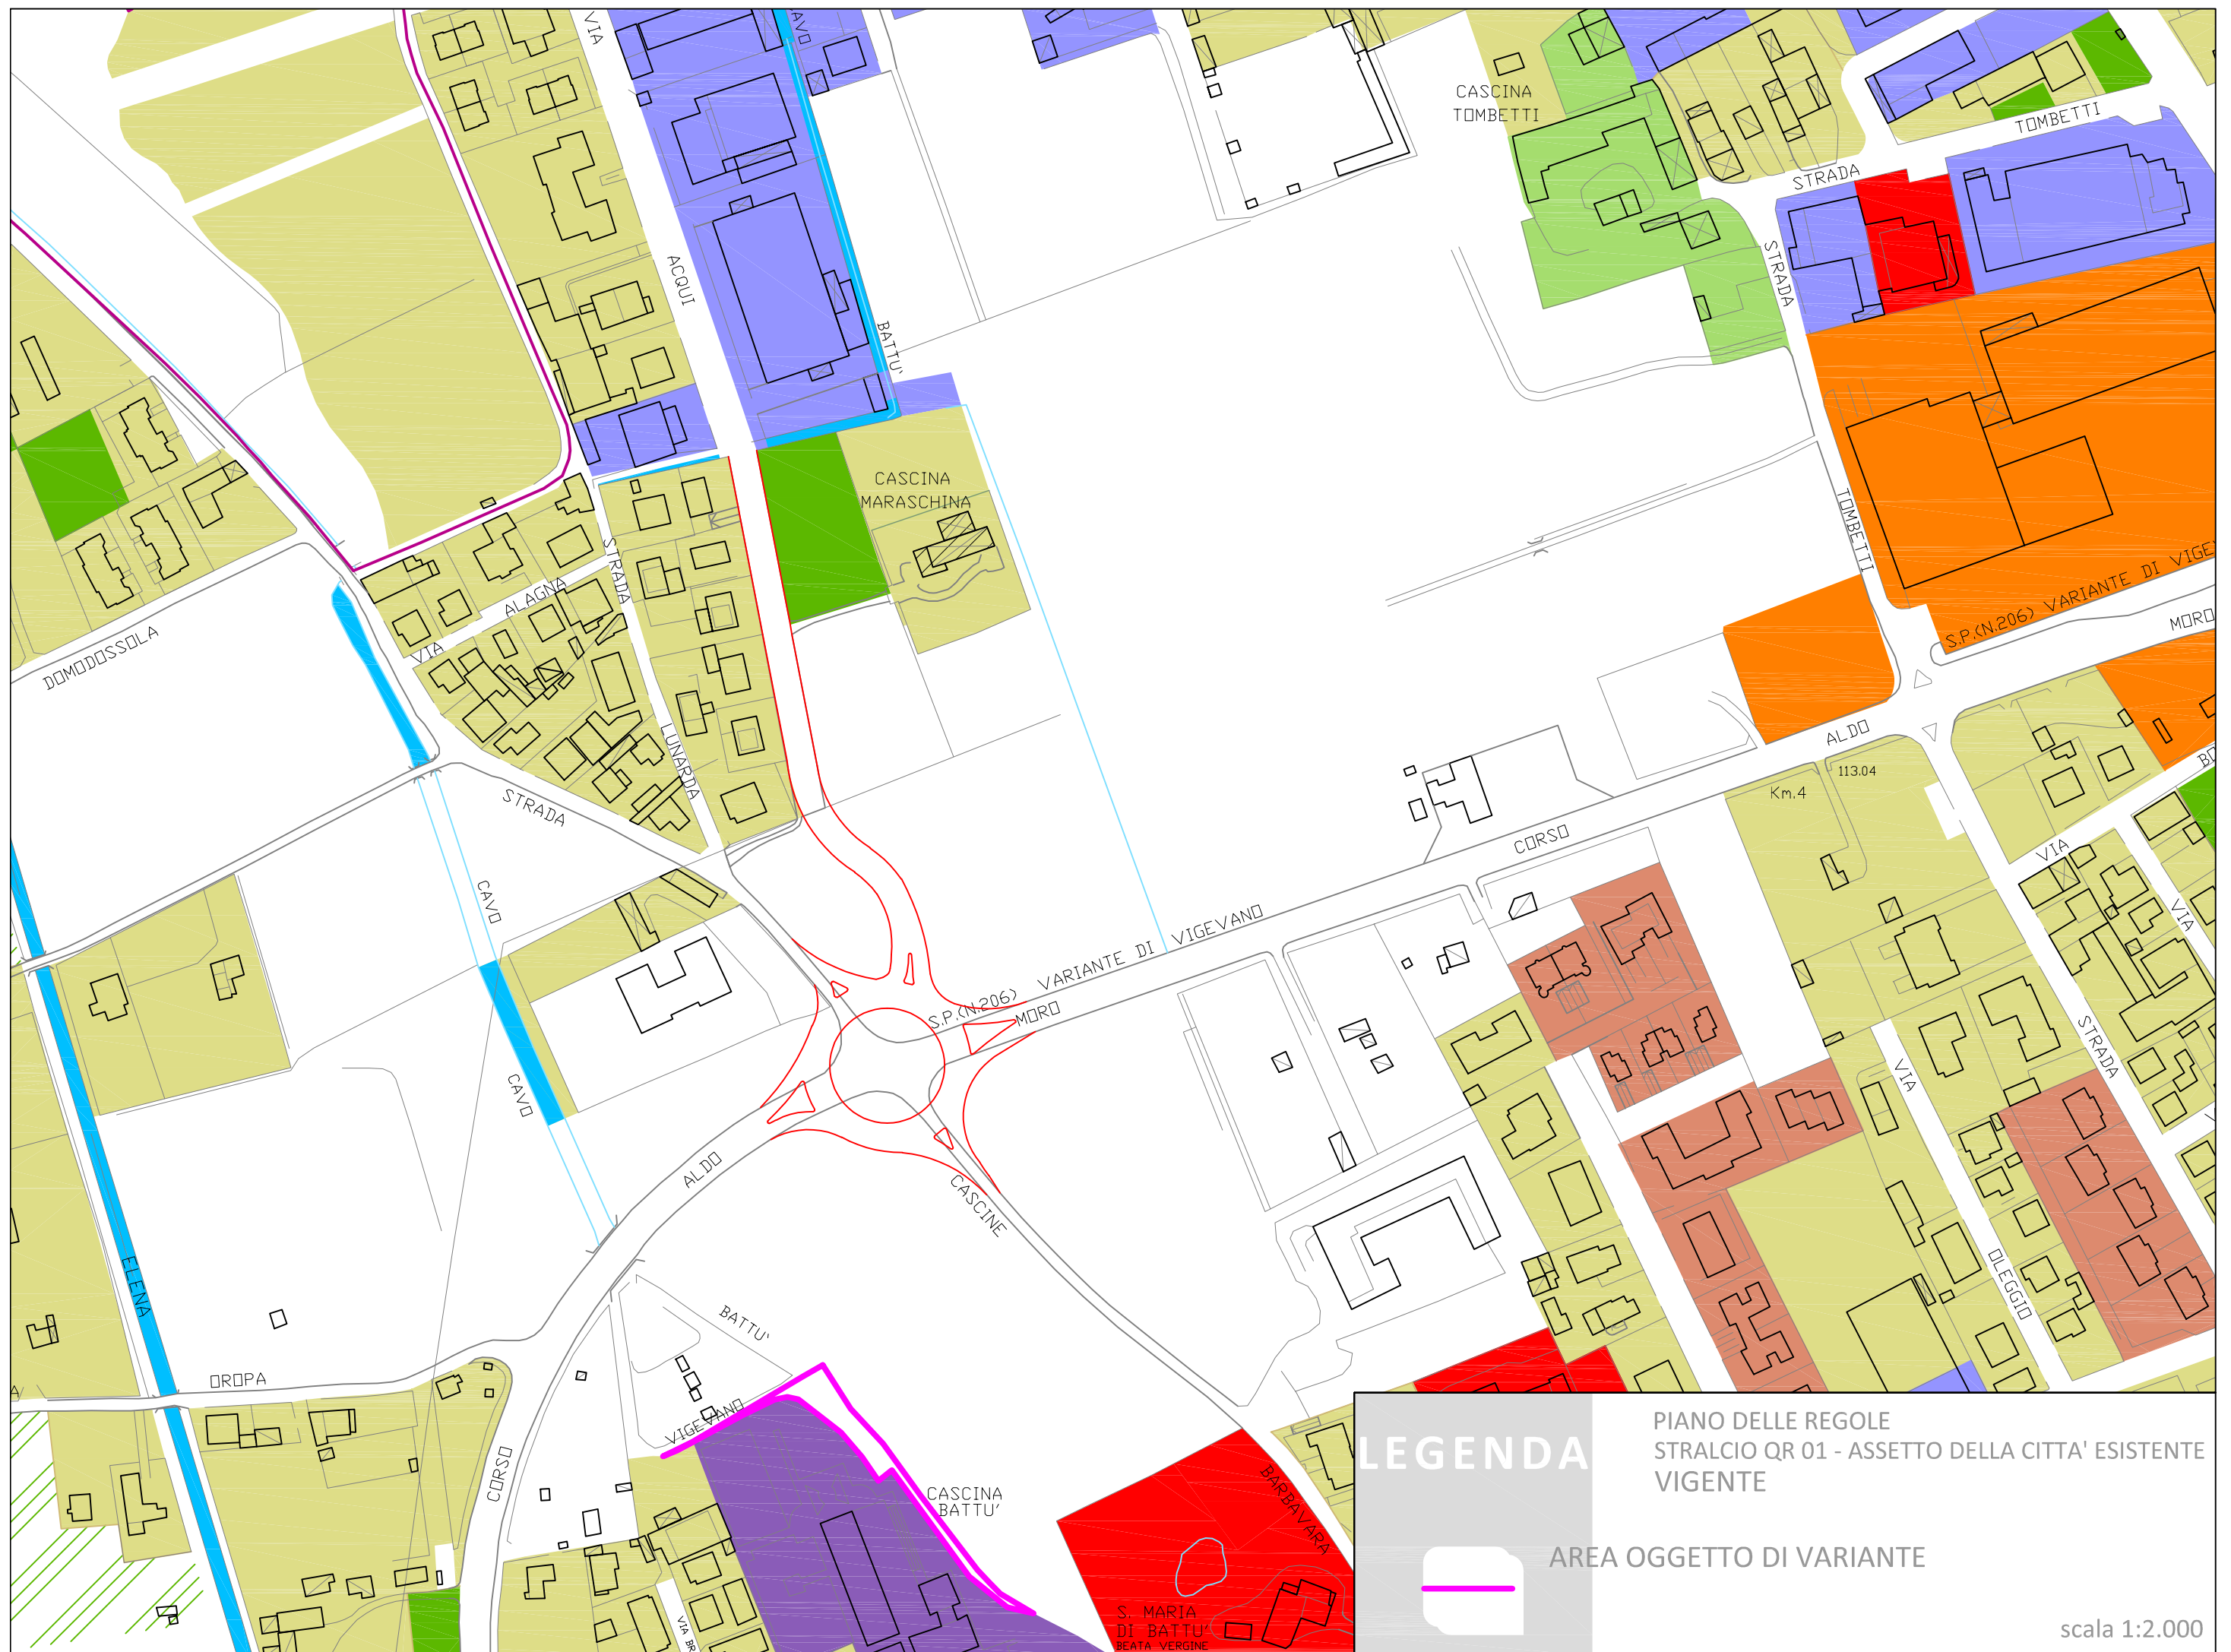 VIA
CAVO
CASCINA
TOMBETTI
TOMBETTI
STRADA
STRADA
ACQUI
BATTU'
CASCINA
MARASCHINA
TOMBETTI
STRADA
ALAGNA
VIA
DOMODOSSOLA
S.P.(N.206) VARIANTE DI VIGE
MORO
ALDO
113.04
Km.4
LUNARDA
STRADA
CORSO
VIA
VIA
CAVO
S.P.(N.206) VARIANTE DI VIGEVANO
MORO
STRADA
VIA
CAVO
ALDO
CASCINE
ELENA
OLEGGIO
BATTU'
OROPA
VIGEVANO
CORSO
CASCINA
BATTU'
BARBAVARA
S. MARIA
DI BATTU'
BEATA VERGINE
VIA BR
LEGENDA
PIANO DELLE REGOLE
STRALCIO QR 01 - ASSETTO DELLA CITTA' ESISTENTE
VIGENTE
AREA OGGETTO DI VARIANTE
scala 1:2.000